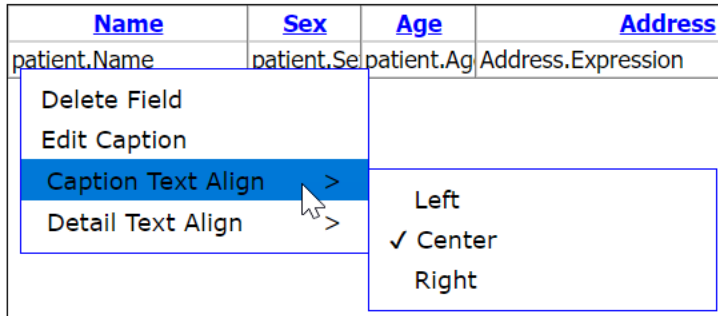 Name Sex Age Address
patient.Name patient.Se patient.Ag Address.Expression
Delete Field
Edit Caption
Caption Text Align >
Detail Text Align >
Left
✓ Center
Right